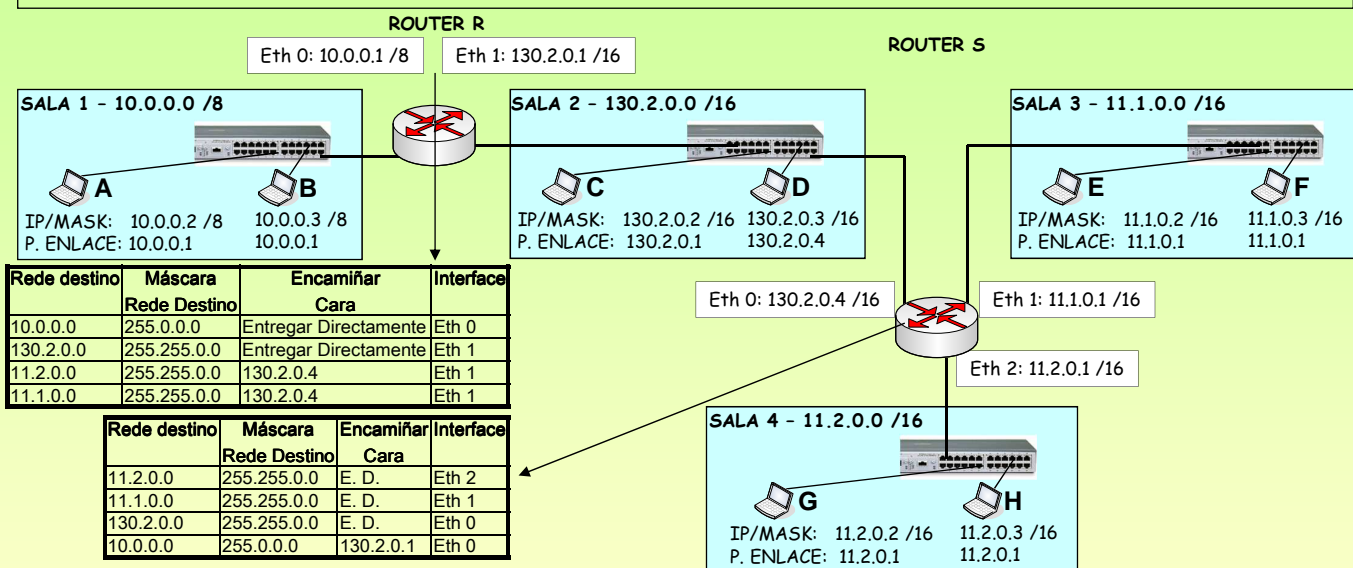 ROUTER R
ROUTER S
Eth 0: 10.0.0.1 /8
Eth 1: 130.2.0.1 /16
SALA 1 - 10.0.0.0 /8
A
B
IP/MASK: 10.0.0.2 /8
10.0.0.3 /8
P. ENLACE: 10.0.0.1
10.0.0.1
SALA 2 - 130.2.0.0 /16
C
D
IP/MASK: 130.2.0.2 /16
130.2.0.3 /16
P. ENLACE: 130.2.0.1
130.2.0.4
SALA 3 - 11.1.0.0 /16
E
F
IP/MASK: 11.1.0.2 /16
11.1.0.3 /16
P. ENLACE: 11.1.0.1
11.1.0.1
Rede destino Máscara Encamiñar Interface
Rede Destino Cara
10.0.0.0 255.0.0.0 Entregar Directamente Eth 0
130.2.0.0 255.255.0.0 Entregar Directamente Eth 1
11.2.0.0 255.255.0.0 130.2.0.4 Eth 1
11.1.0.0 255.255.0.0 130.2.0.4 Eth 1
Eth 0: 130.2.0.4 /16
Eth 1: 11.1.0.1 /16
Eth 2: 11.2.0.1 /16
Rede destino Máscara Encamiñar Interface
Rede Destino Cara
11.2.0.0 255.255.0.0 E. D. Eth 2
11.1.0.0 255.255.0.0 E. D. Eth 1
130.2.0.0 255.255.0.0 E. D. Eth 0
10.0.0.0 255.0.0.0 130.2.0.1 Eth 0
SALA 4 - 11.2.0.0 /16
G
H
IP/MASK: 11.2.0.2 /16
11.2.0.3 /16
P. ENLACE: 11.2.0.1
11.2.0.1